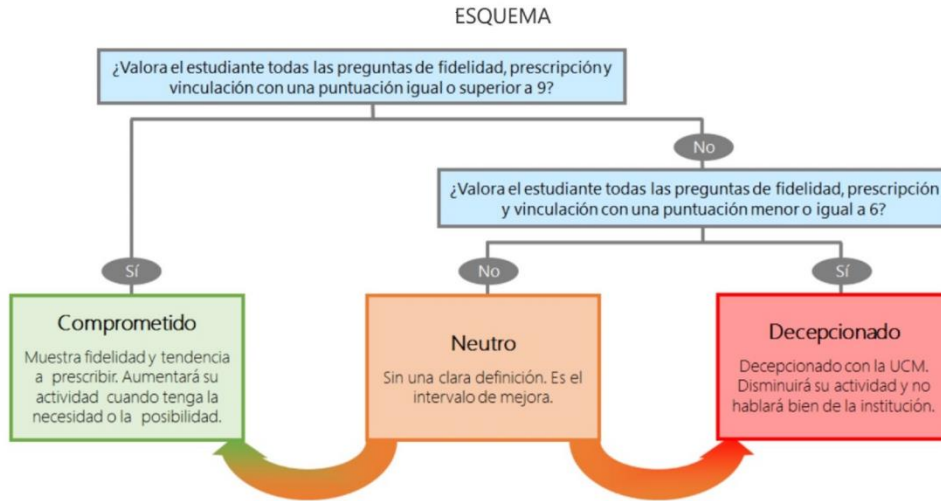 ESQUEMA
¿Valora el estudiante todas las preguntas de fidelidad, prescripción y
vinculación con una puntuación igual o superior a 9?
No
¿Valora el estudiante todas las preguntas de fidelidad, prescripción
y vinculación con una puntuación menor o igual a 6?
Sí
No
Sí
Comprometido
Muestra fidelidad y tendencia
a prescribir. Aumentará su
actividad cuando tenga la
necesidad o la posibilidad.
Neutro
Sin una clara definición. Es el
intervalo de mejora.
Decepcionado
Decepcionado con la UCM.
Disminuirá su actividad y no
hablará bien de la institución.